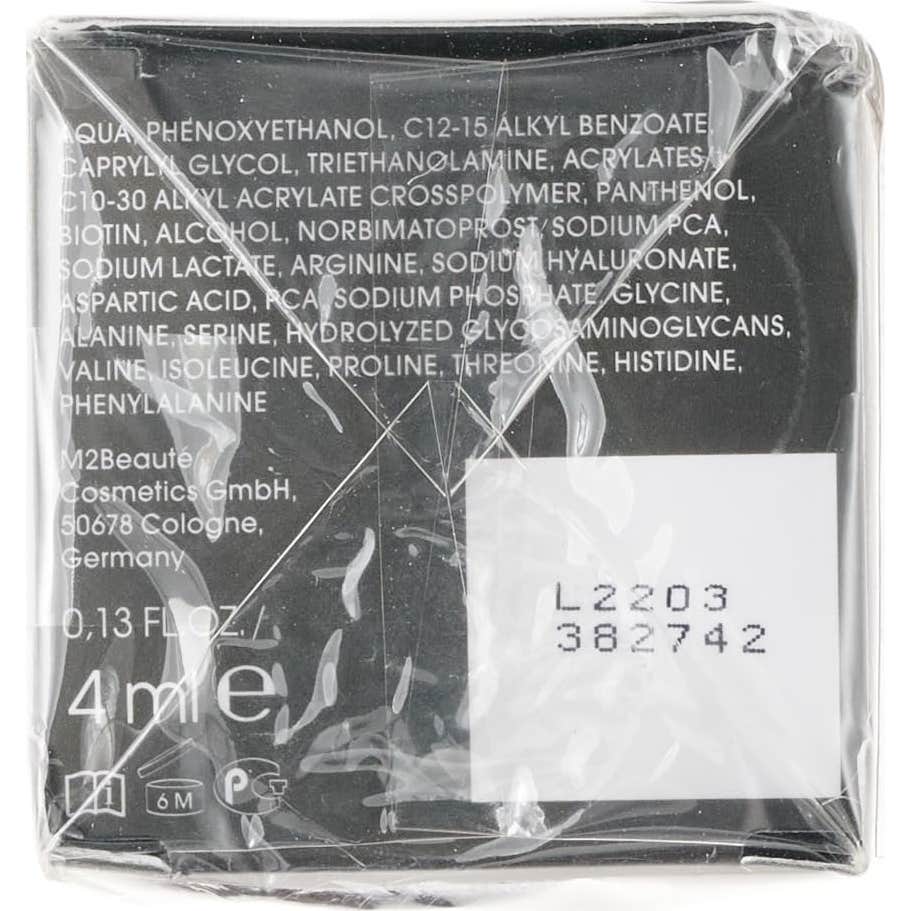 AQUA, PHENOXYETHANOL, C12-15 ALKYL BENZOATE,
CAPRYLYL GLYCOL, TRIETHANOLAMINE, ACRYLATES/
C10-30 ALKYL ACRYLATE CROSSPOLYMER, PANTHENOL,
BIOTIN, ALCOHOL, NORBIMATOPROST, SODIUM PCA,
SODIUM LACTATE, ARGININE, SODIUM HYALURONATE,
ASPARTIC ACID, PCA, SODIUM PHOSPHATE, GLYCINE,
ALANINE, SERINE, HYDROLYZED GLYCOSAMINOGLYCANS,
VALINE, ISOLEUCINE, PROLINE, THREONINE, HISTIDINE,
PHENYLALANINE
M2Beauté
Cosmetics GmbH,
50678 Cologne,
Germany
0,13 FL.OZ. /
4 ml e
6 M
L2203
382742